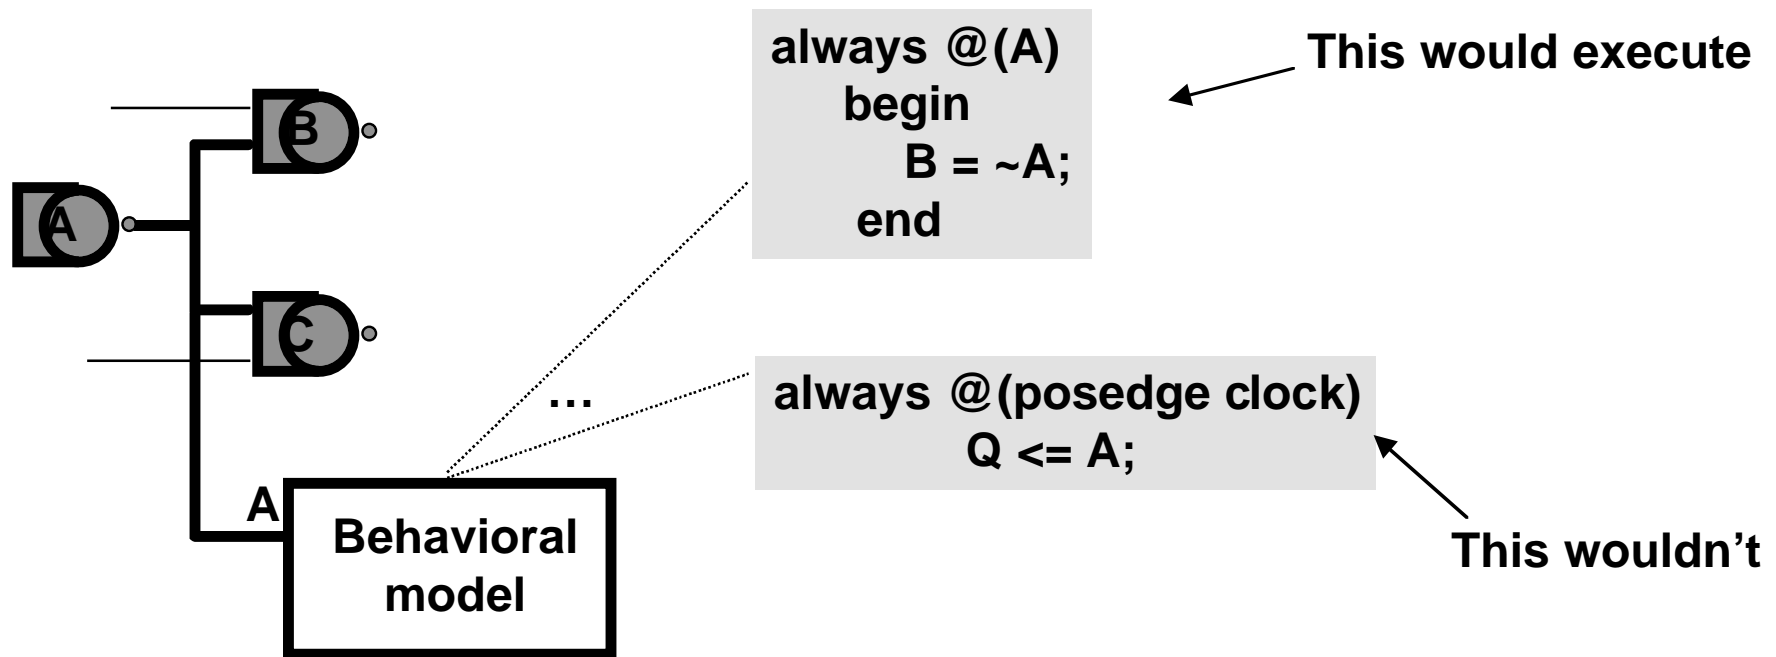 always @(A)
begin
B = ~A;
end
This would execute
B
A
C
...
always @(posedge clock)
Q <= A;
This wouldn’t
A
Behavioral
model